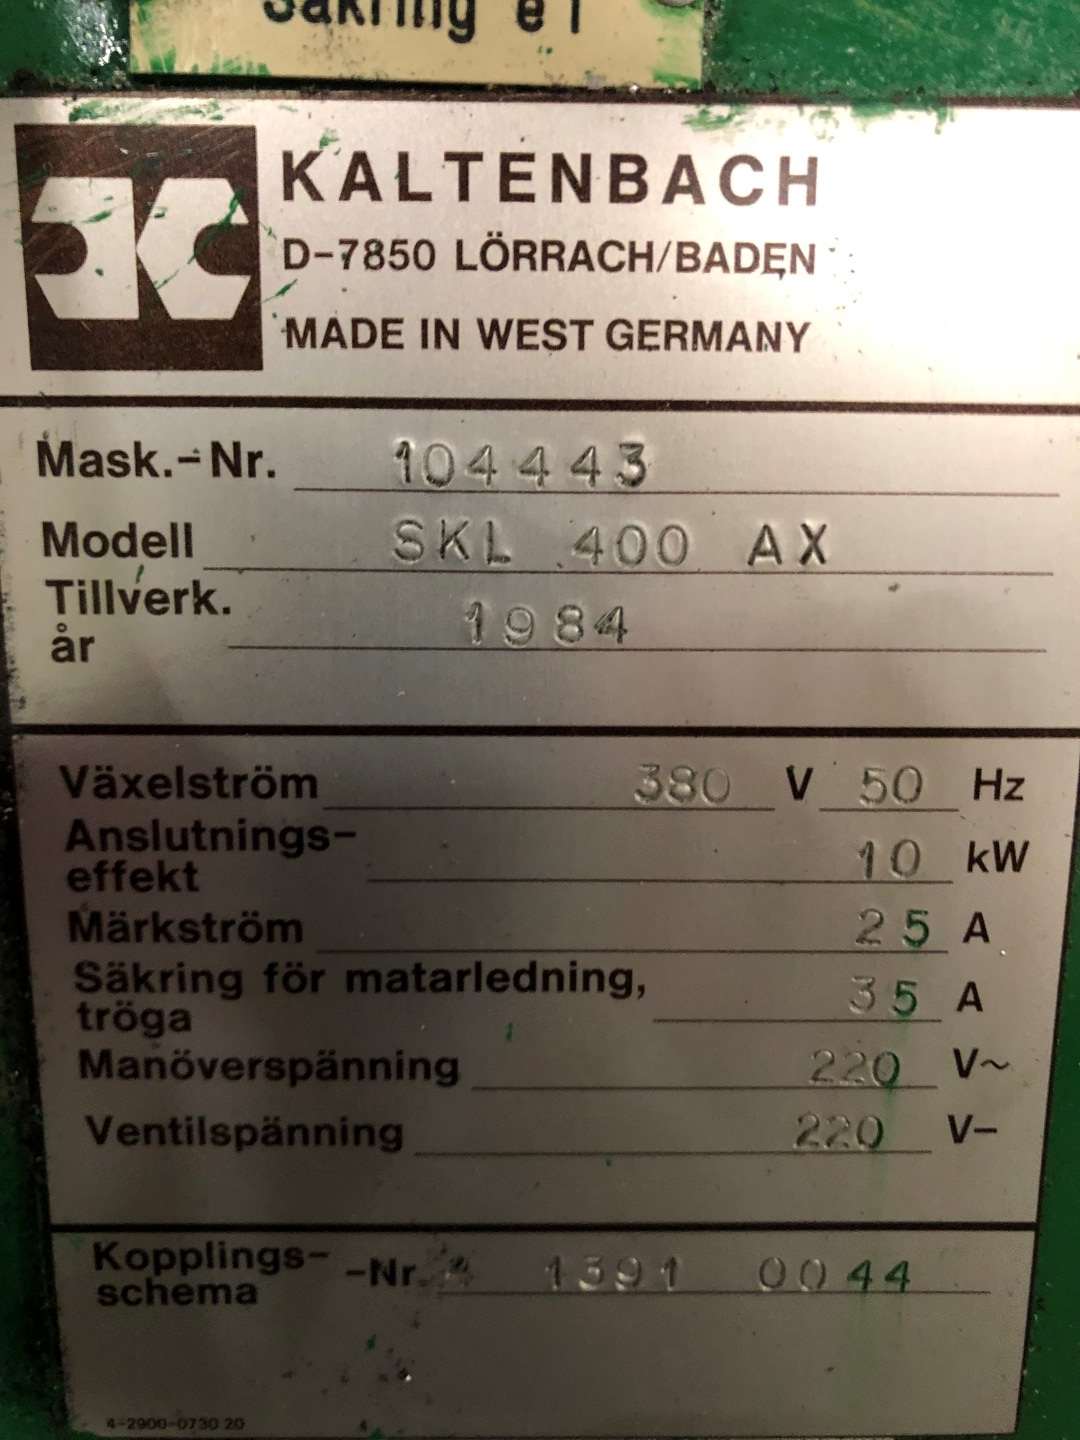 Säkring el
KALTENBACH
D-7850 LÖRRACH/BADEN
MADE IN WEST GERMANY
Mask.-Nr. 104443
Modell SKL 400 AX
Tillverk.
år 1984
Växelström 380 V 50 Hz
Anslutnings-
effekt 10 kW
Märkström 25 A
Säkring för matarledning,
tröga 35 A
Manöverspänning 220 V~
Ventilspänning 220 V-
Kopplings-
schema -Nr. 1391 0044
4-2900-0730 20